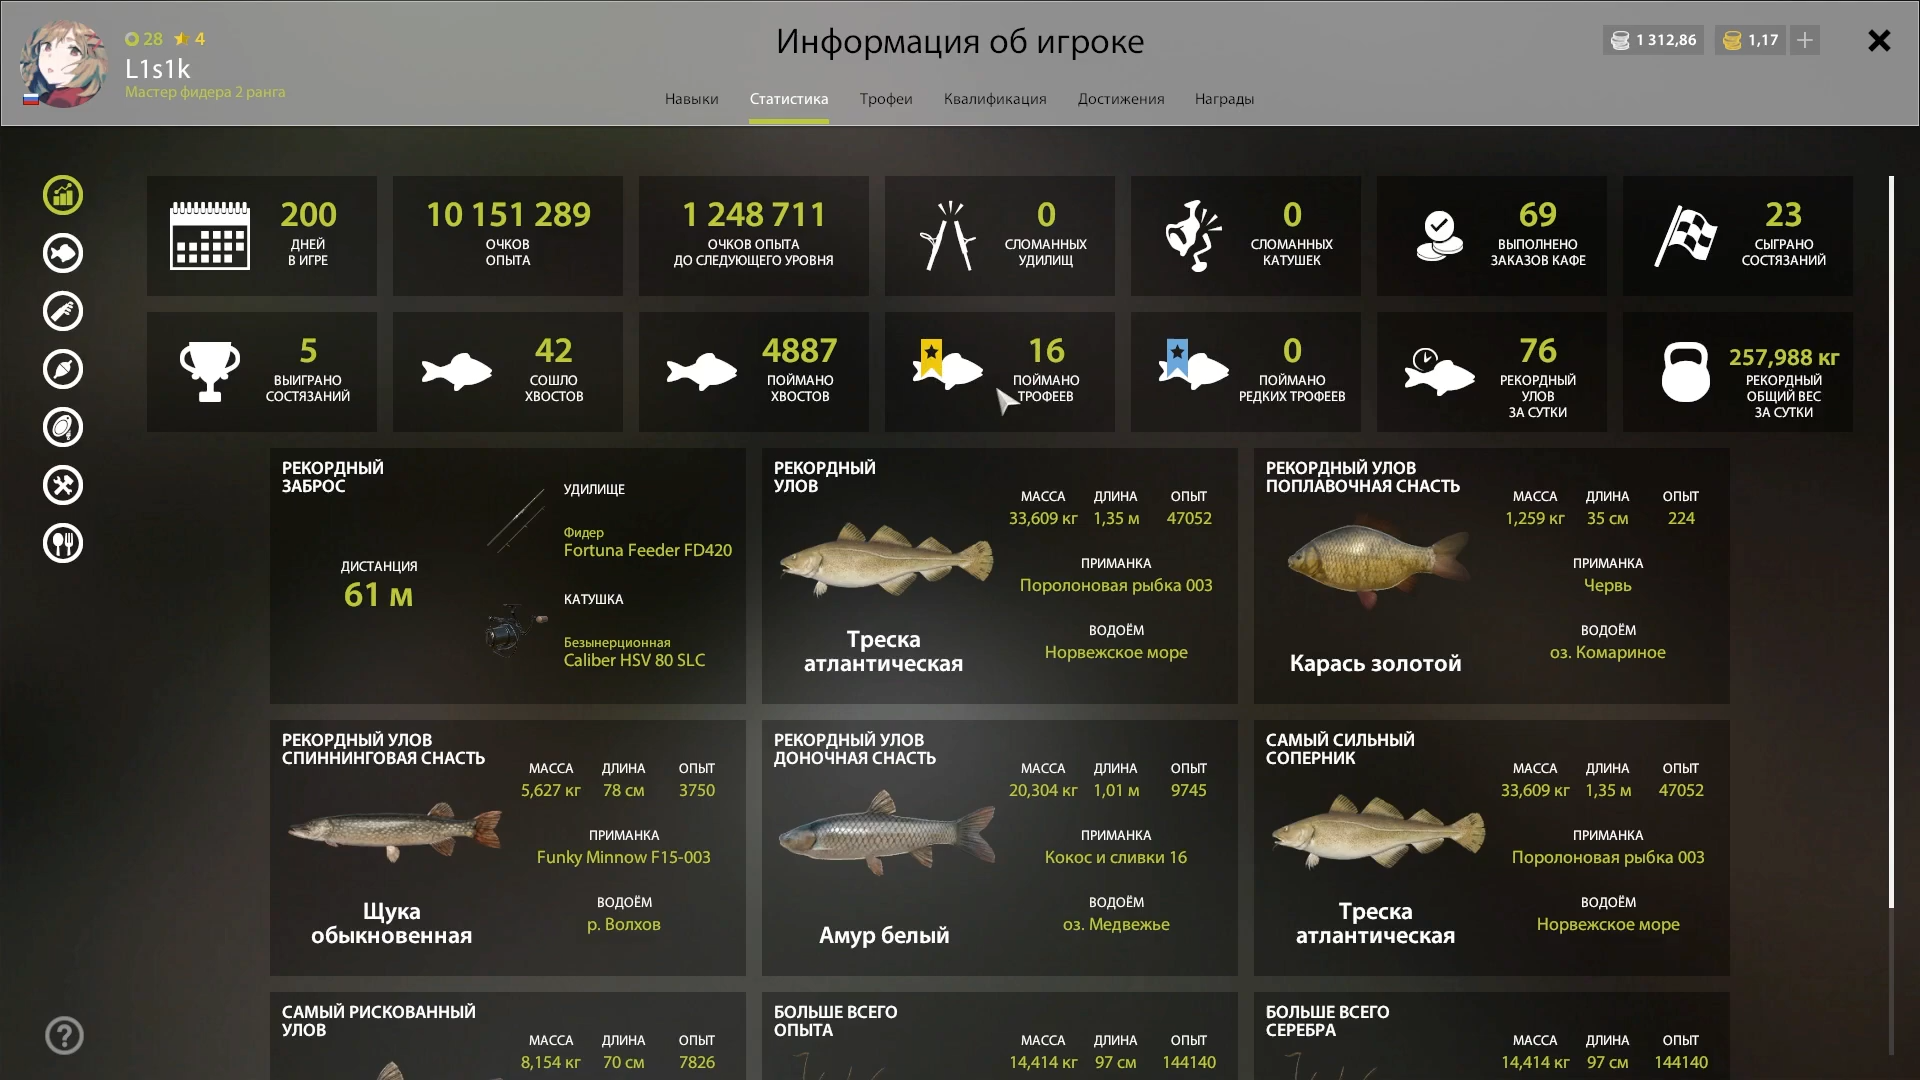 28 4
L1s1k
Мастер фидера 2 ранга
Информация об игроке
1 312,86 1,17
Навыки Статистика Трофеи Квалификация Достижения Награды
200
ДНЕЙ
В ИГРЕ
10 151 289
ОЧКОВ
ОПЫТА
1 248 711
ОЧКОВ ОПЫТА
ДО СЛЕДУЮЩЕГО УРОВНЯ
0
СЛОМАННЫХ
УДИЛИЩ
0
СЛОМАННЫХ
КАТУШЕК
69
ВЫПОЛНЕНО
ЗАКАЗОВ КАФЕ
23
СЫГРАНО
СОСТЯЗАНИЙ
5
ВЫИГРАНО
СОСТЯЗАНИЙ
42
СОШЛО
ХВОСТОВ
4887
ПОЙМАНО
ХВОСТОВ
16
ПОЙМАНО
ТРОФЕЕВ
0
ПОЙМАНО
РЕДКИХ ТРОФЕЕВ
76
РЕКОРДНЫЙ
УЛОВ
ЗА СУТКИ
257,988 кг
РЕКОРДНЫЙ
ОБЩИЙ ВЕС
ЗА СУТКИ
РЕКОРДНЫЙ
ЗАБРОС
УДИЛИЩЕ
Фидер
Fortuna Feeder FD420
ДИСТАНЦИЯ
61 м
КАТУШКА
Безынерционная
Caliber HSV 80 SLC
РЕКОРДНЫЙ
УЛОВ
МАССА ДЛИНА ОПЫТ
33,609 кг 1,35 м 47052
ПРИМАНКА
Поролоновая рыбка 003
ВОДОЁМ
Норвежское море
Треска
атлантическая
РЕКОРДНЫЙ УЛОВ
ПОПЛАВОЧНАЯ СНАСТЬ
МАССА ДЛИНА ОПЫТ
1,259 кг 35 см 224
ПРИМАНКА
Червь
ВОДОЁМ
оз. Комариное
Карась золотой
РЕКОРДНЫЙ УЛОВ
СПИННИНГОВАЯ СНАСТЬ
МАССА ДЛИНА ОПЫТ
5,627 кг 78 см 3750
ПРИМАНКА
Funky Minnow F15-003
ВОДОЁМ
р. Волхов
Щука
обыкновенная
РЕКОРДНЫЙ УЛОВ
ДОНОЧНАЯ СНАСТЬ
МАССА ДЛИНА ОПЫТ
20,304 кг 1,01 м 9745
ПРИМАНКА
Кокос и сливки 16
ВОДОЁМ
оз. Медвежье
Амур белый
САМЫЙ СИЛЬНЫЙ
СОПЕРНИК
МАССА ДЛИНА ОПЫТ
33,609 кг 1,35 м 47052
ПРИМАНКА
Поролоновая рыбка 003
ВОДОЁМ
Норвежское море
Треска
атлантическая
САМЫЙ РИСКОВАННЫЙ
УЛОВ
МАССА ДЛИНА ОПЫТ
8,154 кг 70 см 7826
БОЛЬШЕ ВСЕГО
ОПЫТА
МАССА ДЛИНА ОПЫТ
14,414 кг 97 см 144140
БОЛЬШЕ ВСЕГО
СЕРЕБРА
МАССА ДЛИНА ОПЫТ
14,414 кг 97 см 144140